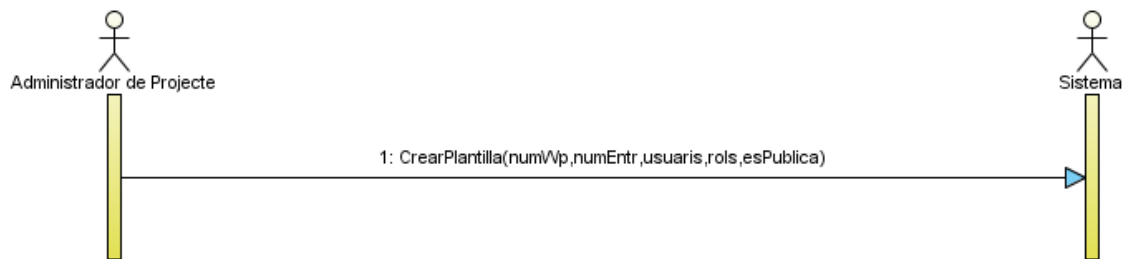 Administrador de Projecte
Sistema
1: CrearPlantilla(numWp,numEntr,usuaris,rols,esPublica)